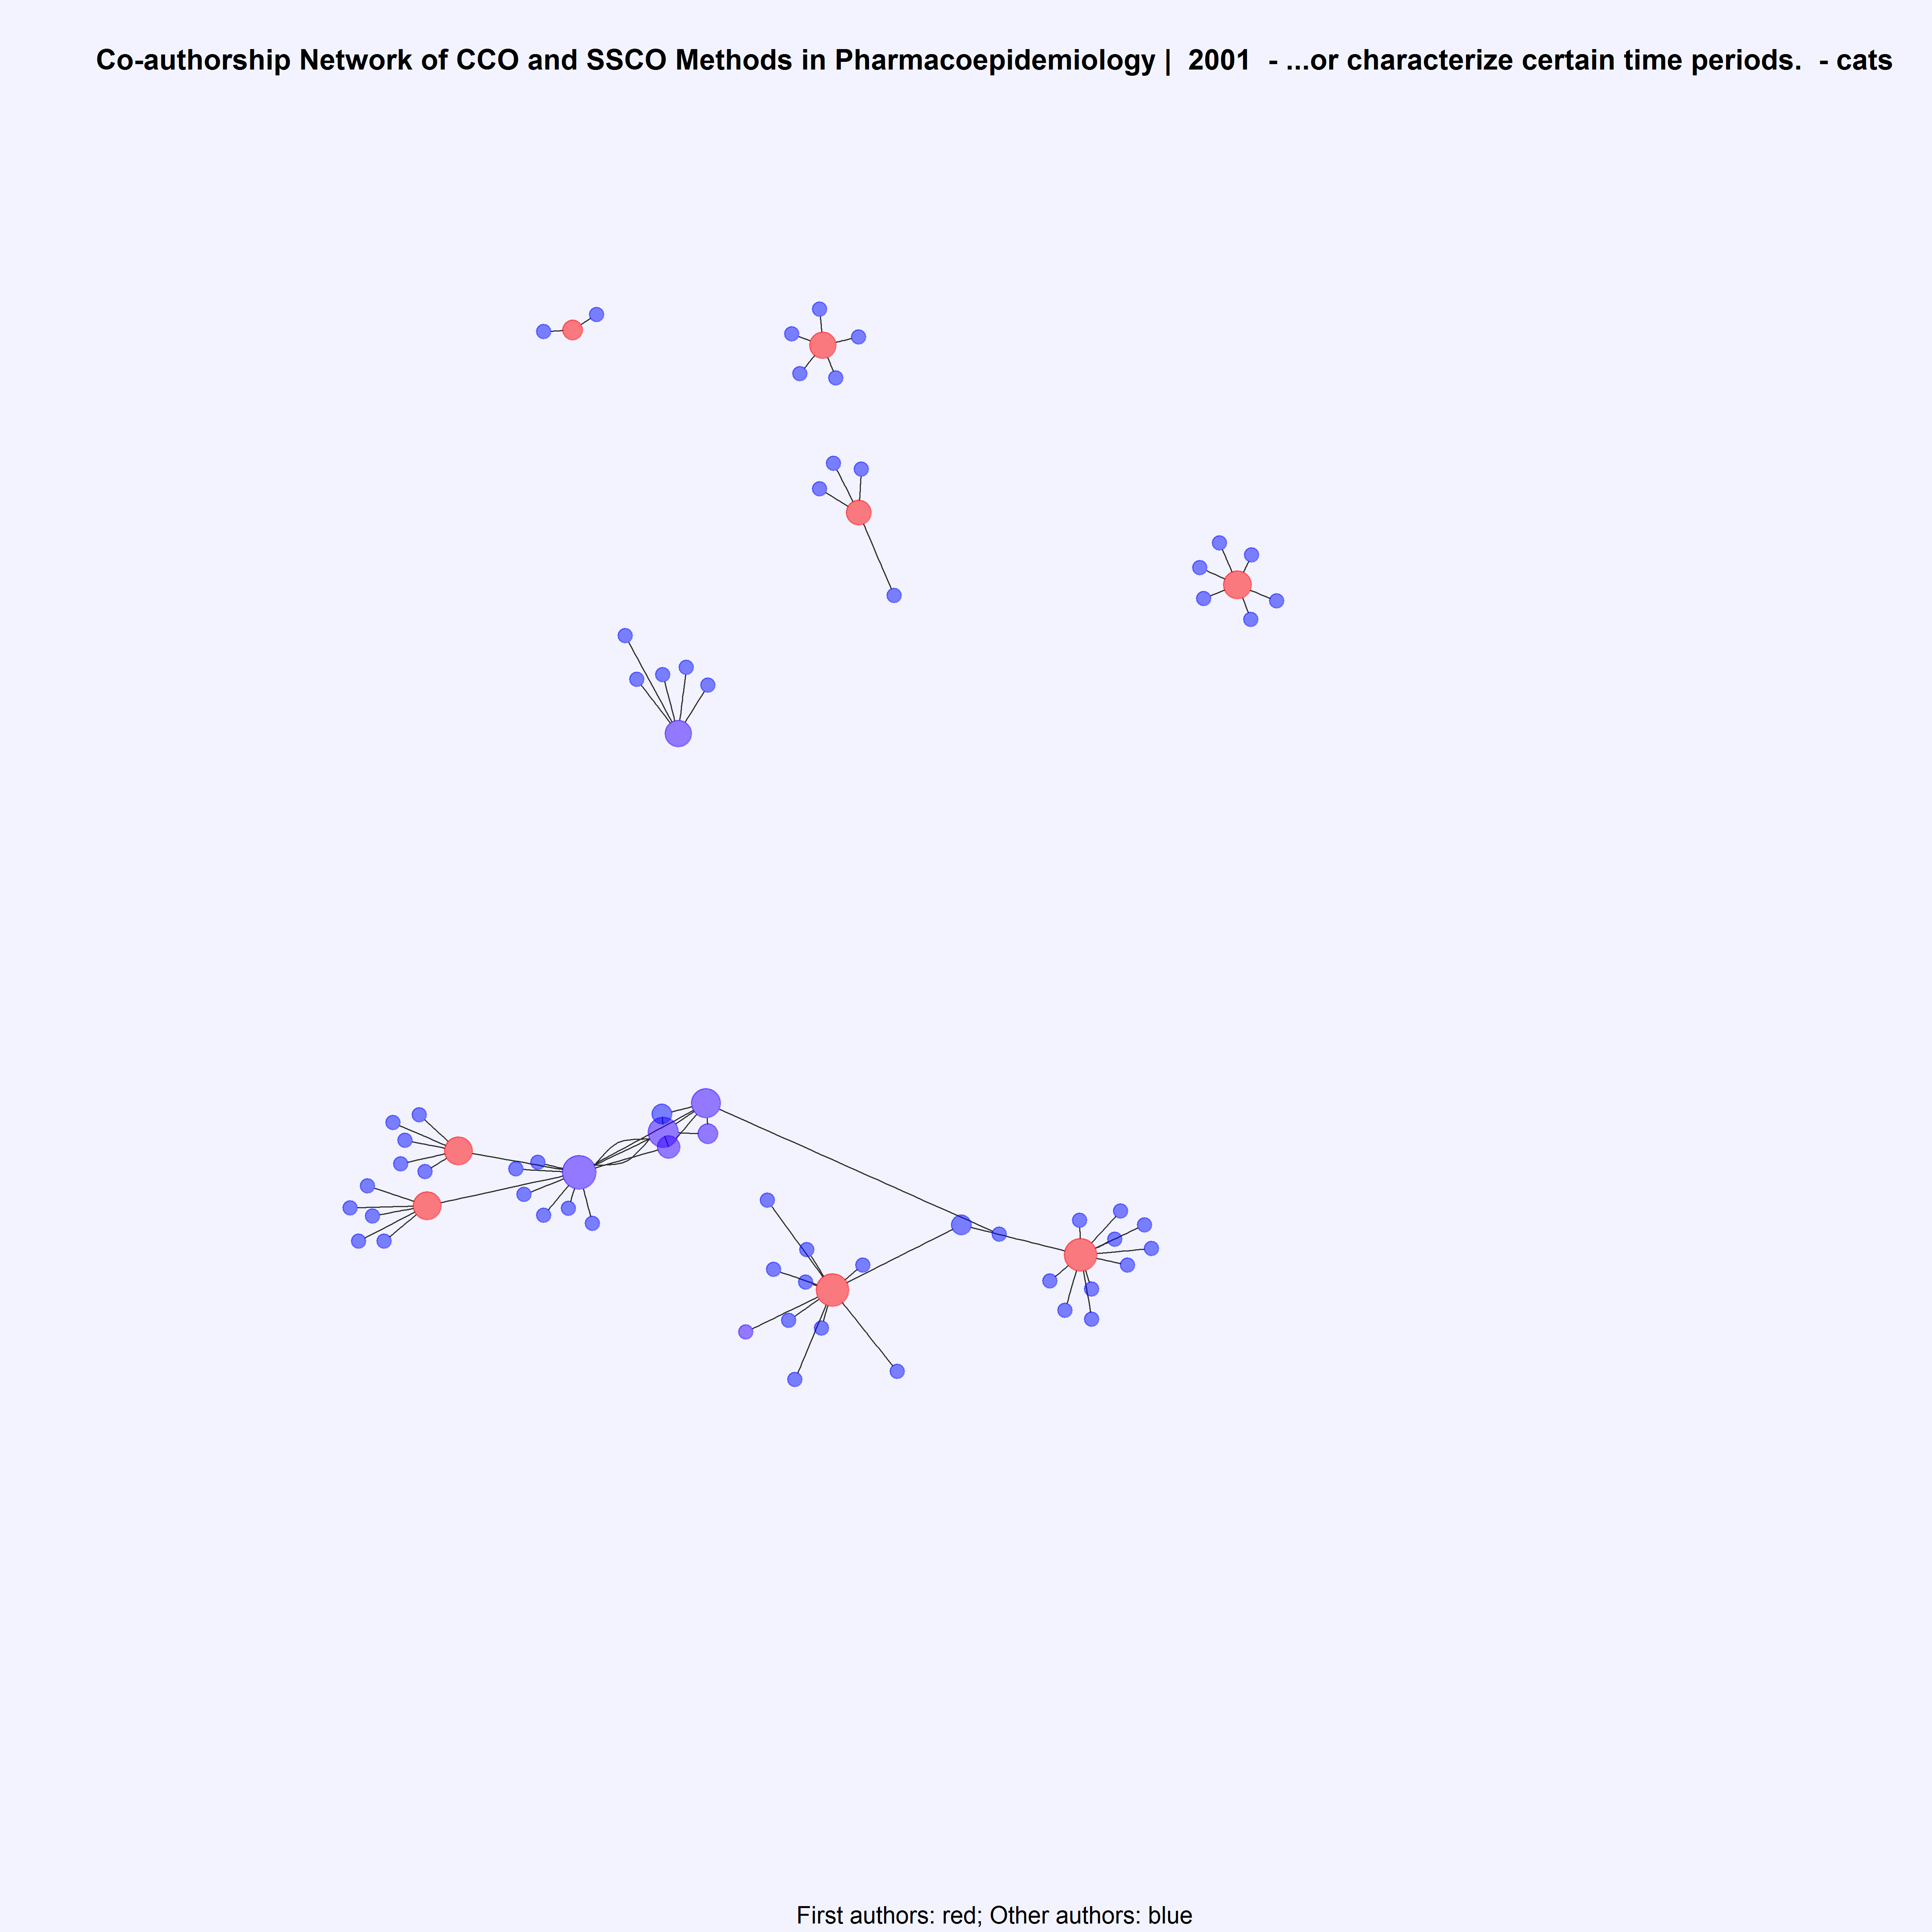 Co-authorship Network of CCO and SSCO Methods in Pharmacoepidemiology |  2001  - ...or characterize certain time periods.  - cats
First authors: red; Other authors: blue